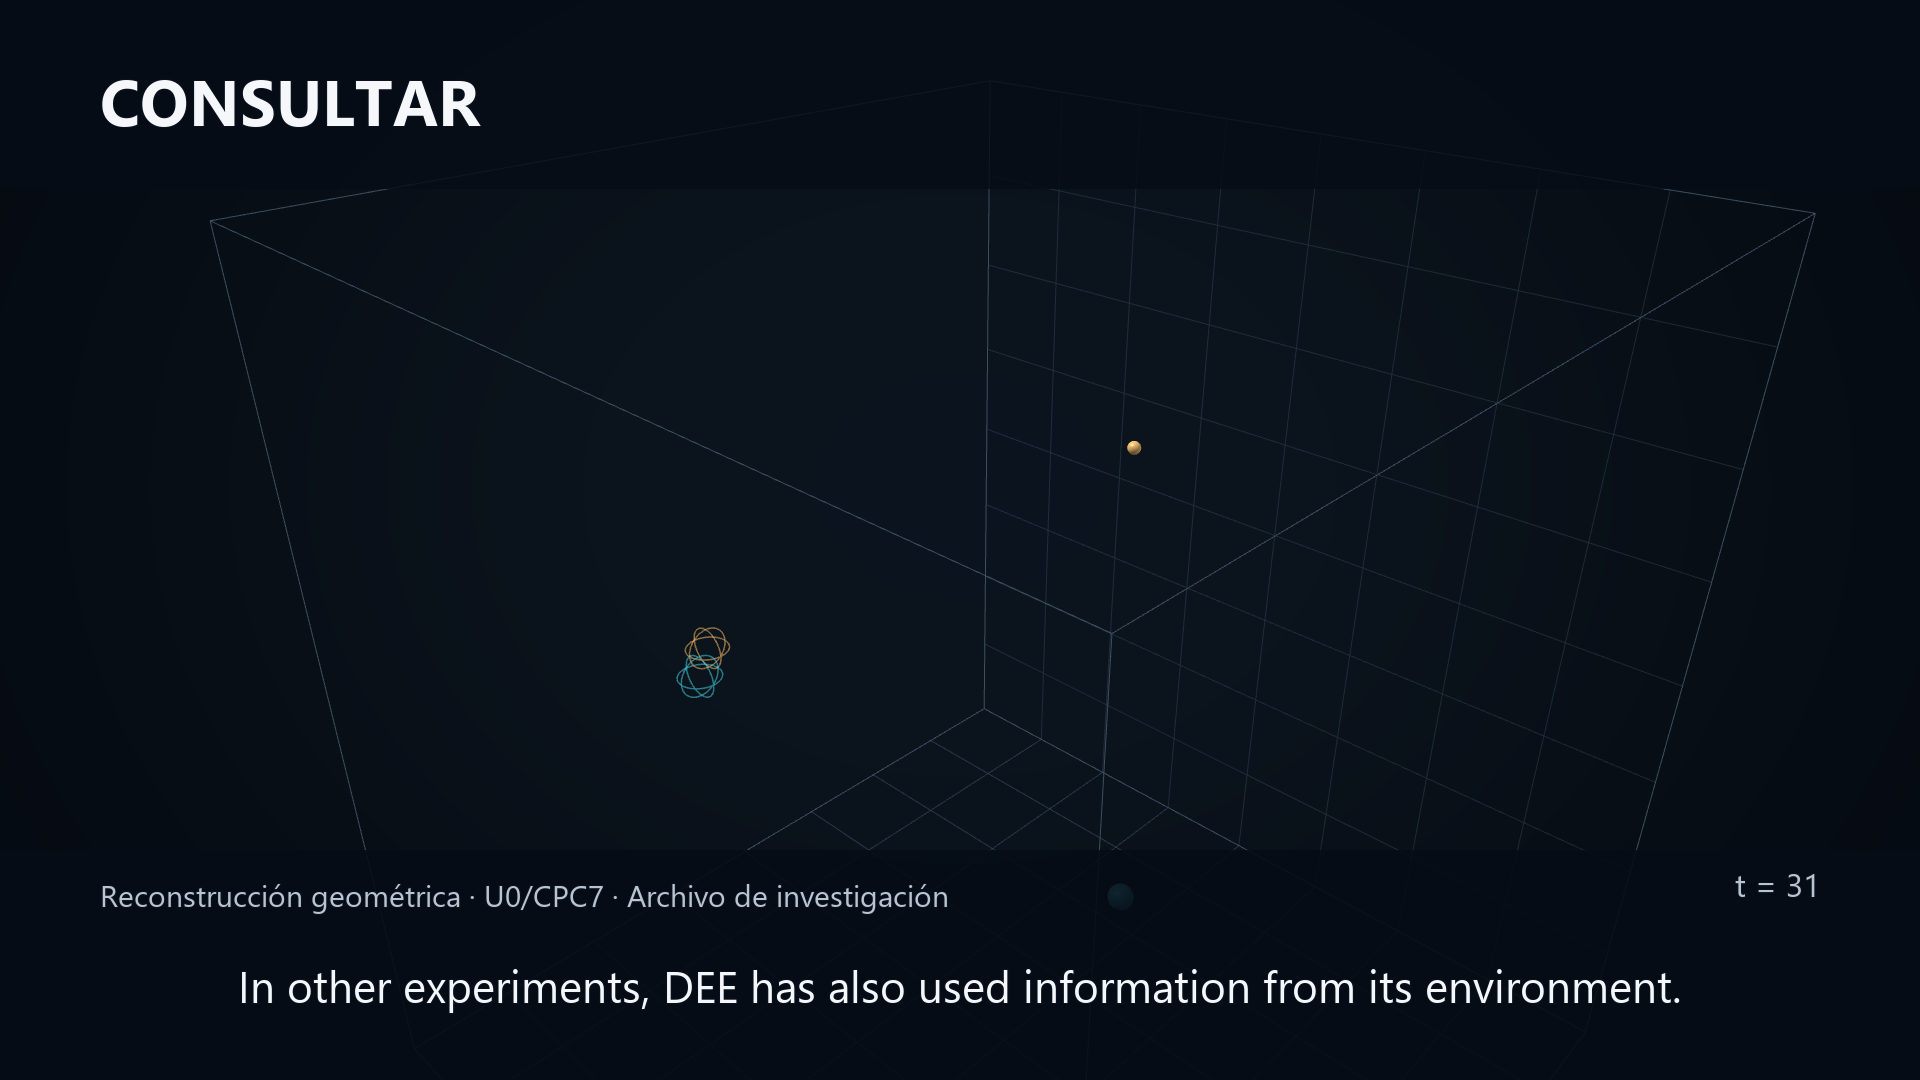 CONSULTAR
Reconstrucción geométrica · U0/CPC7 · Archivo de investigación
t = 31
In other experiments, DEE has also used information from its environment.